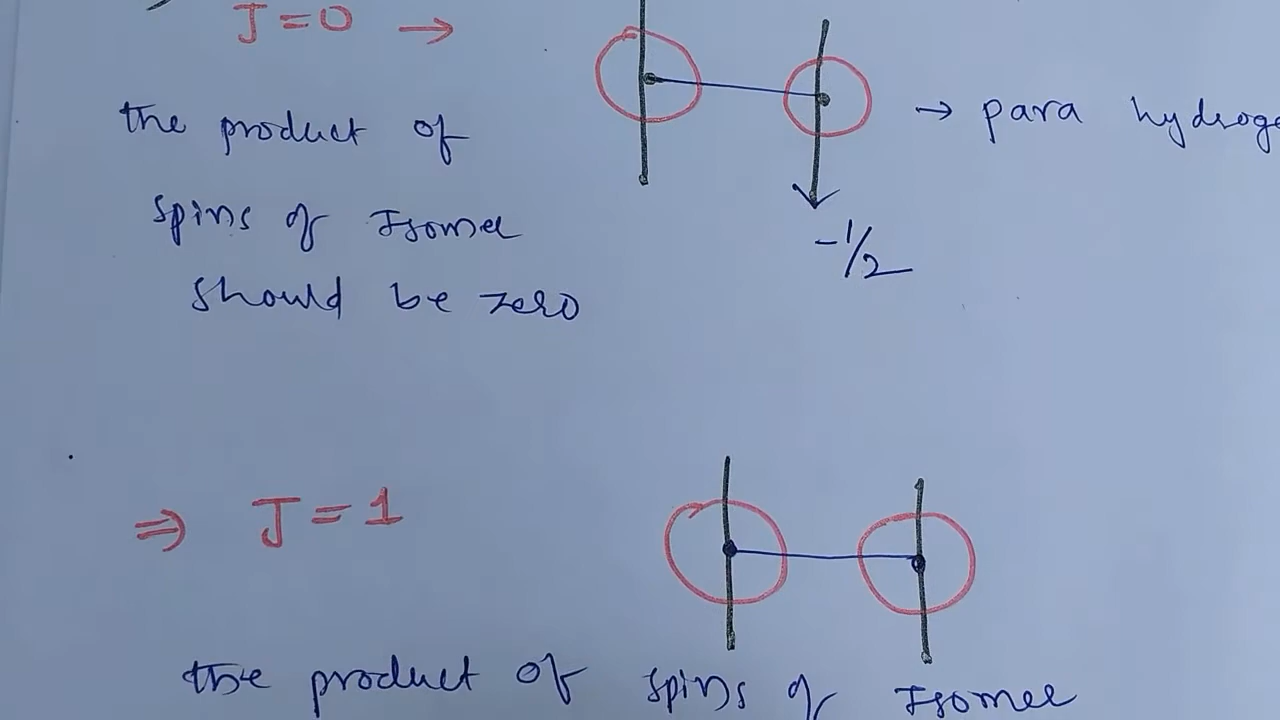 J = 0 →
→ para hydroge
the product of
spins of Isomer
should be zero
-1/2
⇒ J = 1
the product of spins of Isomer